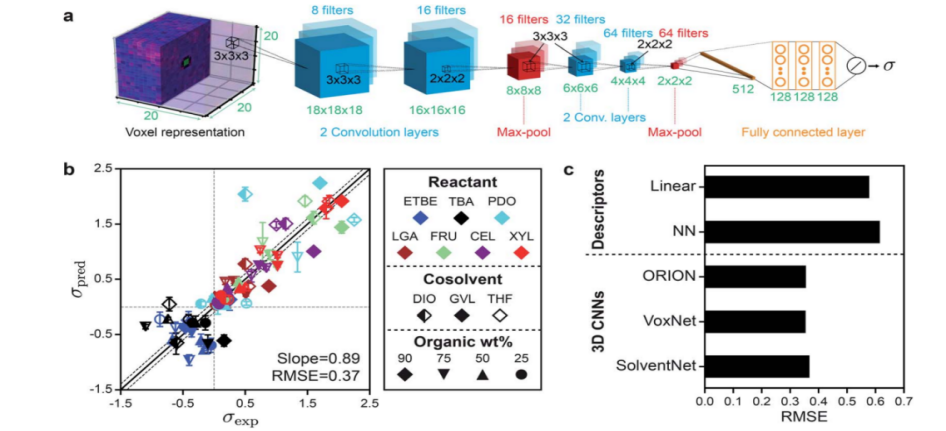 a
8 filters
16 filters
16 filters
32 filters
64 filters
64 filters
20
3x3x3
20
20
3x3x3
2x2x2
3x3x3
2x2x2
18x18x18
16x16x16
8x8x8
6x6x6
4x4x4
2x2x2
512
128 128 128
→ σ
Voxel representation
2 Convolution layers
Max-pool
2 Conv. layers
Max-pool
Fully connected layer
b
2.5
1.5
0.5
-0.5
-1.5
σpred
-1.5 -0.5 0.5 1.5 2.5
σexp
Slope=0.89
RMSE=0.37
Reactant
ETBE TBA PDO
LGA FRU CEL XYL
Cosolvent
DIO GVL THF
Organic wt%
90 75 50 25
c
Descriptors
3D CNNs
Linear
NN
ORION
VoxNet
SolventNet
0.0 0.1 0.2 0.3 0.4 0.5 0.6 0.7
RMSE